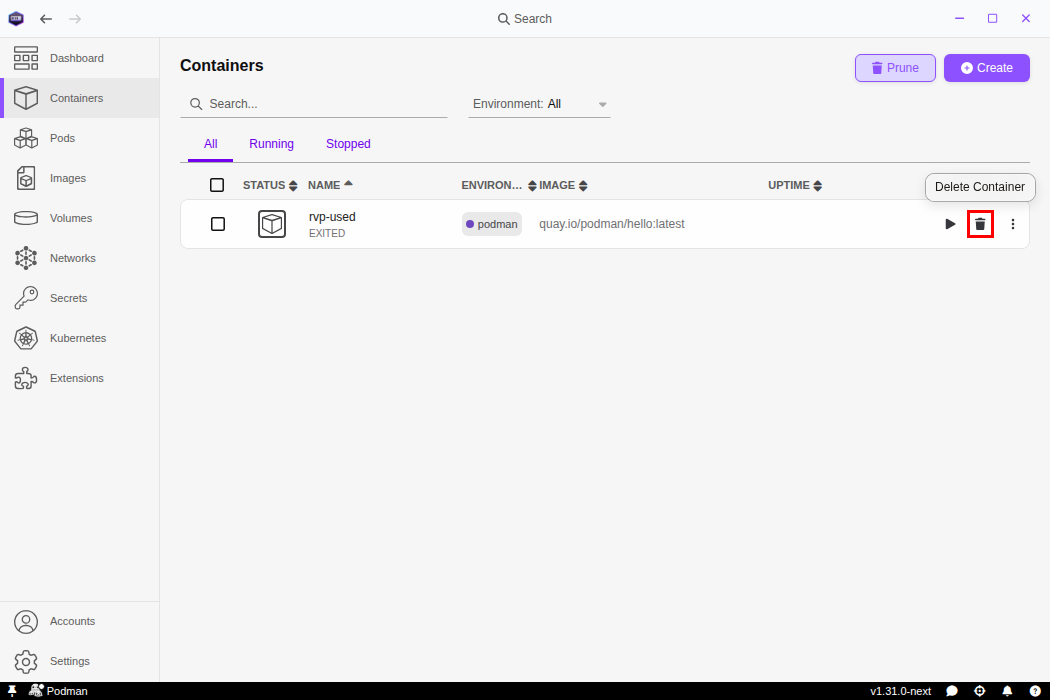 Search
Dashboard
Containers
Pods
Images
Volumes
Networks
Secrets
Kubernetes
Extensions
Accounts
Settings
Containers
Prune
Create
Search...
Environment: All
All Running Stopped
STATUS NAME ENVIRON... IMAGE UPTIME
Delete Container
rvp-used
EXITED
podman
quay.io/podman/hello:latest
Podman
v1.31.0-next